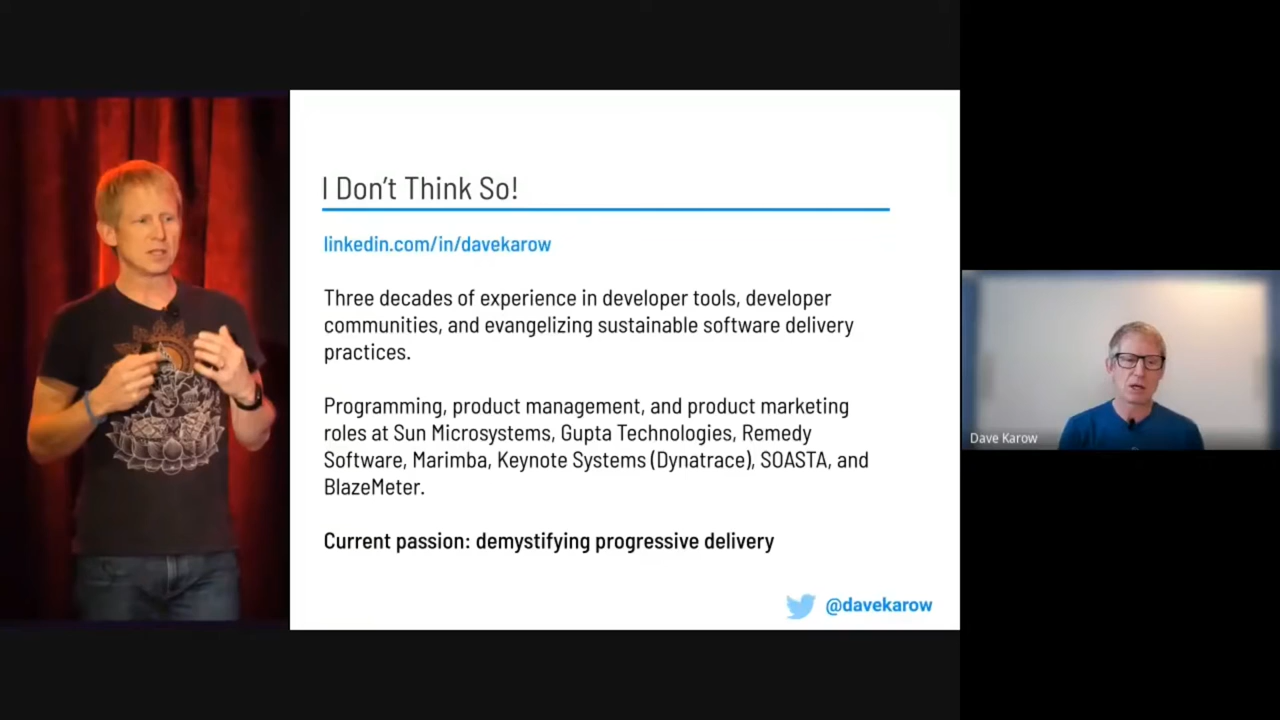 I Don't Think So!
linkedin.com/in/davekarow
Three decades of experience in developer tools, developer
communities, and evangelizing sustainable software delivery
practices.
Programming, product management, and product marketing
roles at Sun Microsystems, Gupta Technologies, Remedy
Software, Marimba, Keynote Systems (Dynatrace), SOASTA, and
BlazeMeter.
Current passion: demystifying progressive delivery
@davekarow
Dave Karow